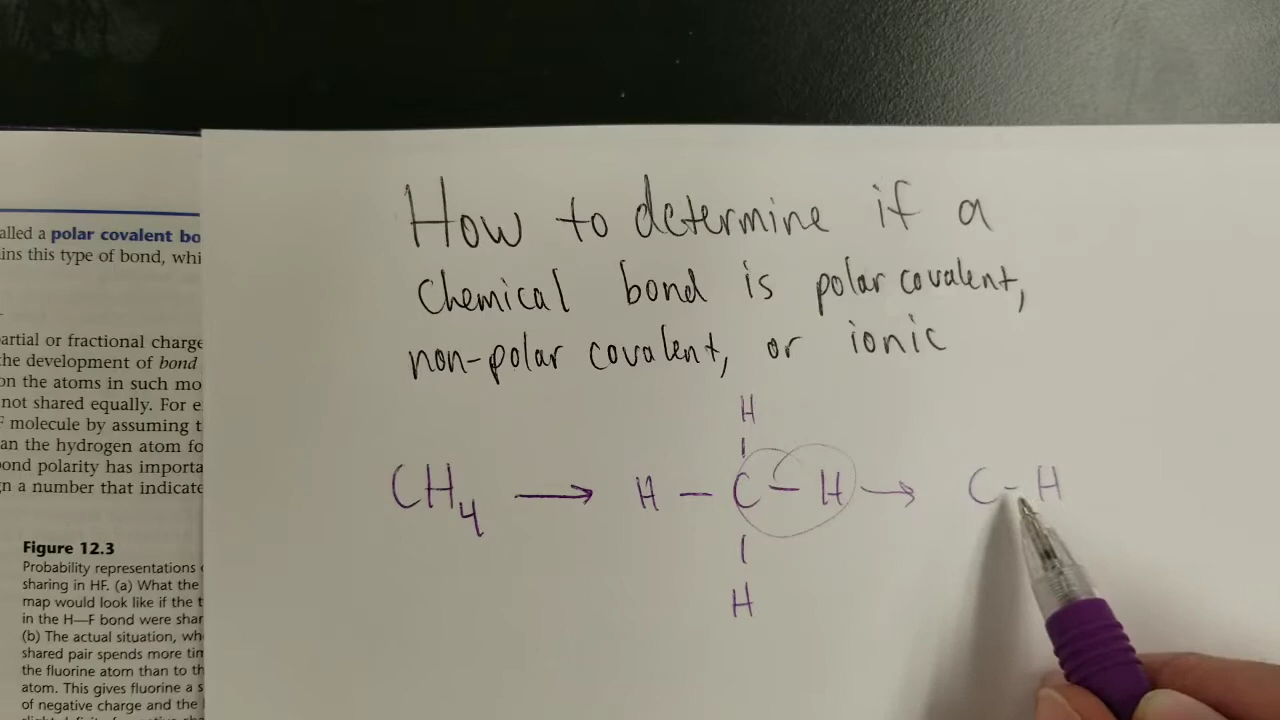 alled a polar covalent bo
ins this type of bond, whi
artial or fractional charge
the development of bond
on the atoms in such mo
not shared equally. For e
F molecule by assuming t
an the hydrogen atom fo
ond polarity has importa
n a number that indicate
Figure 12.3
Probability representations
sharing in HF. (a) What the
map would look like if the t
in the H—F bond were shar
(b) The actual situation, wh
shared pair spends more tim
the fluorine atom than to th
atom. This gives fluorine a s
of negative charge and the
How to determine if a
chemical bond is polar covalent,
non-polar covalent, or ionic
H
CH4 → H – C – H → C-H
H